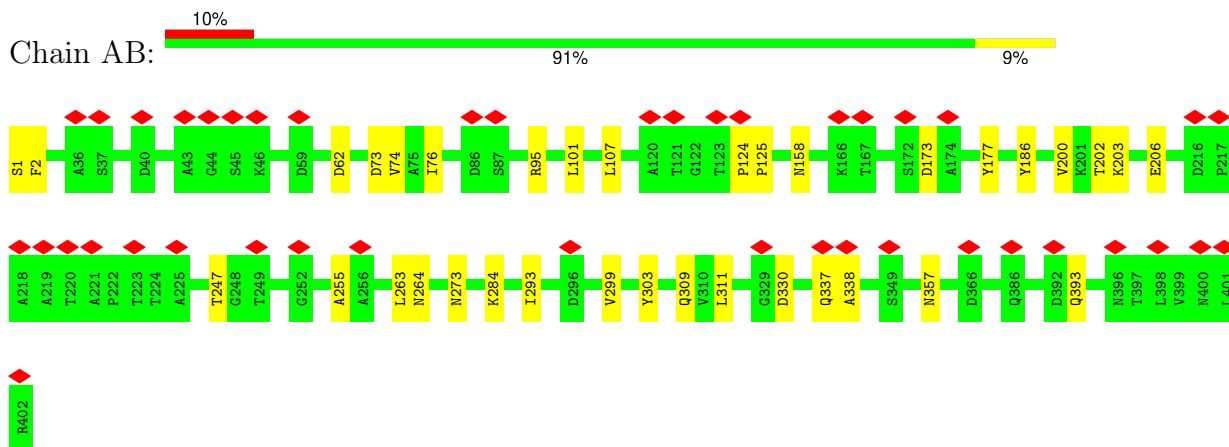 10%
Chain AB:
91% 9%
S1 F2 A36 S37 D40 A43 G44 S45 K46 D59 D62 D73 V74 A75 I76 D86 S87 R95 L101 L107 A120 T121 G122 T123 P124 P125 N158 K166 T167 S172 D173 A174 Y177 Y186 V200 K201 T202 K203 E206 D216 P217
A218 A219 T220 A221 P222 T223 T224 A225 T247 G248 T249 G252 A255 A256 L263 N264 N273 K284 I293 D296 V299 Y303 Q309 V310 L311 G329 D330 Q337 A338 S349 N357 D366 Q386 D392 Q393 N396 T397 L398 V399 N400 L401
R402